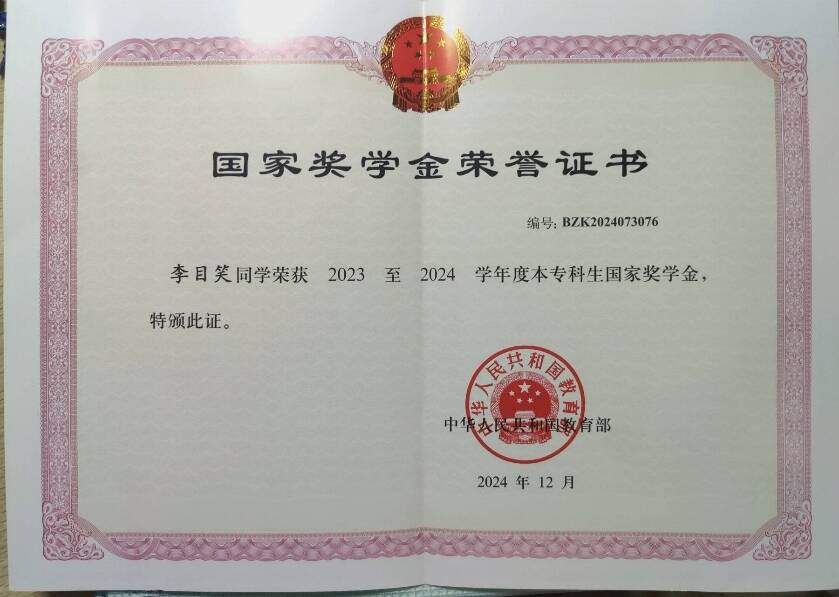 国家奖学金荣誉证书
编号: BZK2024073076
李目笑同学荣获 2023 至 2024 学年度本专科生国家奖学金,
特颁此证。
中华人民共和国教育部
中华人民共和国教育部
2024 年 12 月